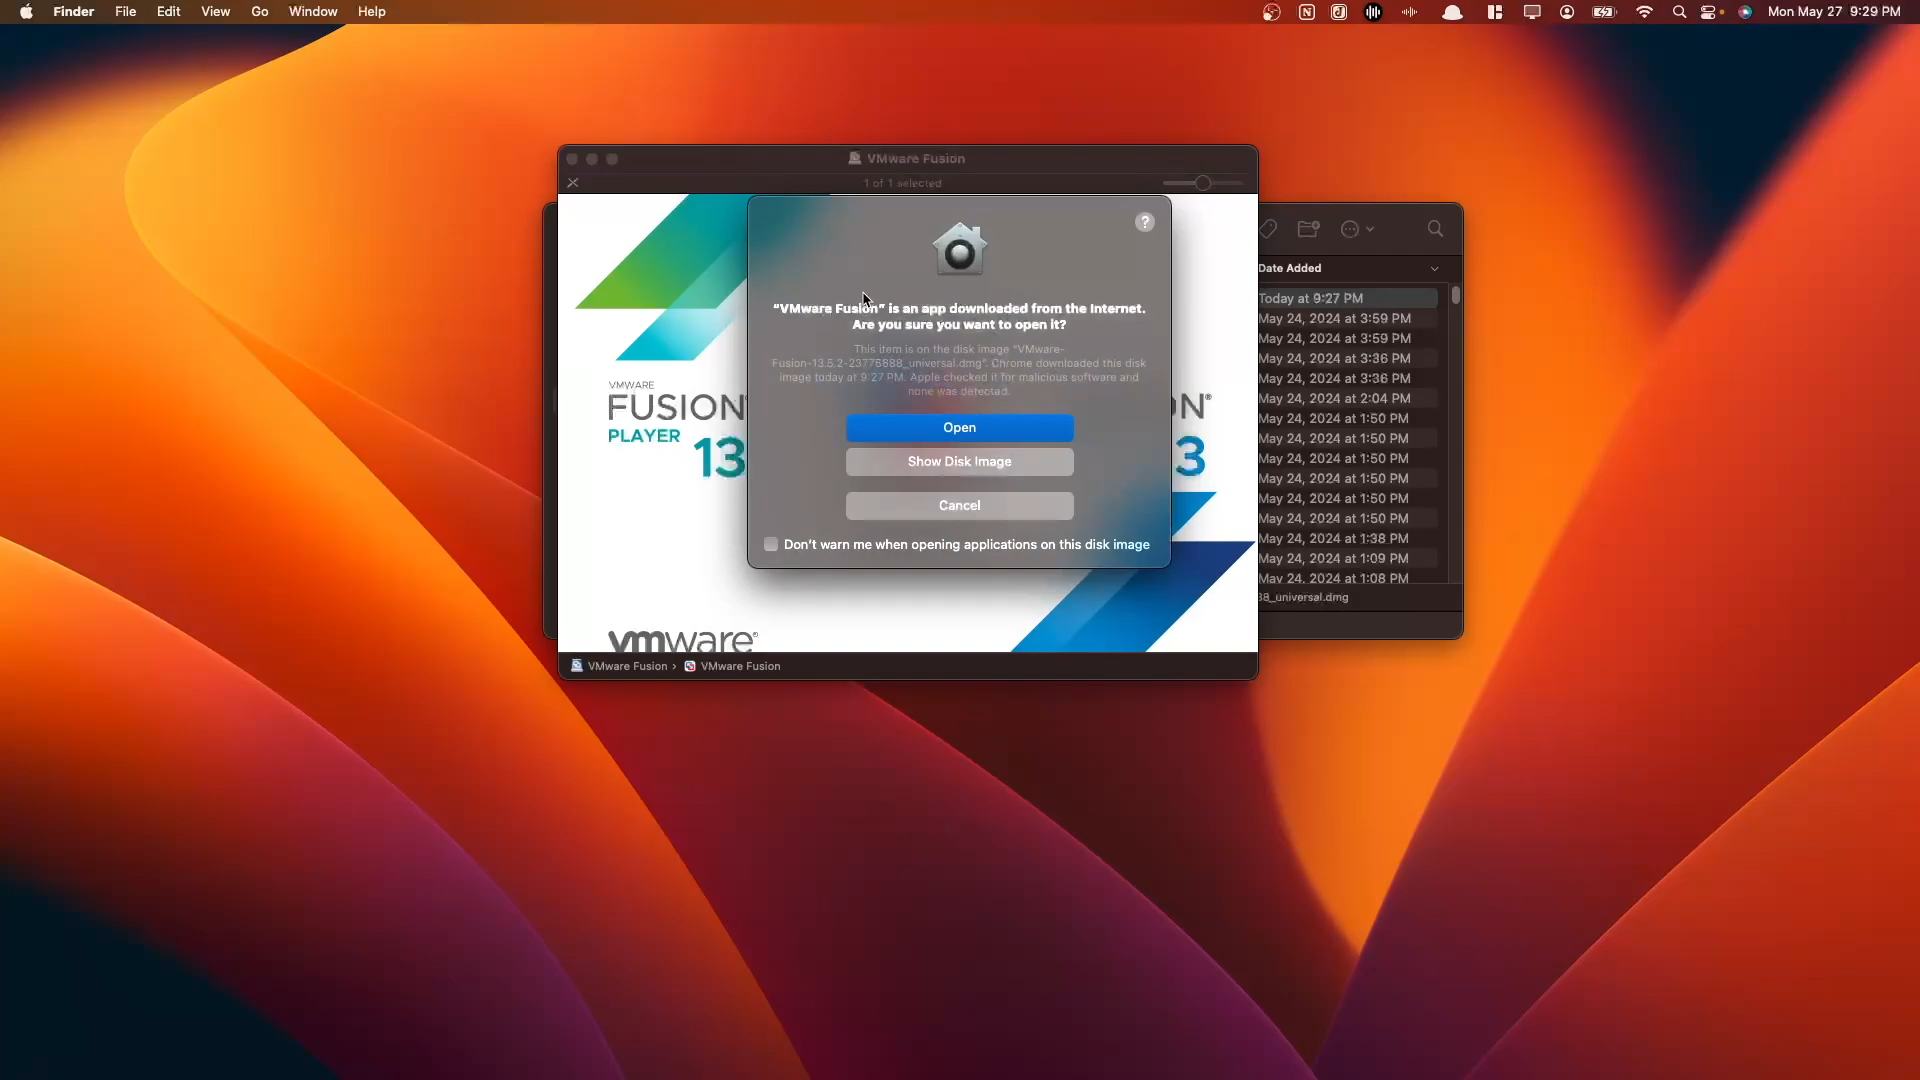 Finder File Edit View Go Window Help Mon May 27 9:29 PM
VMware Fusion
1 of 1 selected
?
"VMware Fusion" is an app downloaded from the Internet.
Are you sure you want to open it?
This item is on the disk image "VMware-
Fusion-13.5.2-23775688_universal.dmg". Chrome downloaded this disk
image today at 9:27 PM. Apple checked it for malicious software and
none was detected.
Open
Show Disk Image
Cancel
Don't warn me when opening applications on this disk image
VMWARE
FUSION
PLAYER 13
N®
3
vmware®
VMware Fusion › VMware Fusion
Date Added
Today at 9:27 PM
May 24, 2024 at 3:59 PM
May 24, 2024 at 3:59 PM
May 24, 2024 at 3:36 PM
May 24, 2024 at 3:36 PM
May 24, 2024 at 2:04 PM
May 24, 2024 at 1:50 PM
May 24, 2024 at 1:50 PM
May 24, 2024 at 1:50 PM
May 24, 2024 at 1:50 PM
May 24, 2024 at 1:50 PM
May 24, 2024 at 1:50 PM
May 24, 2024 at 1:38 PM
May 24, 2024 at 1:09 PM
May 24, 2024 at 1:08 PM
88_universal.dmg